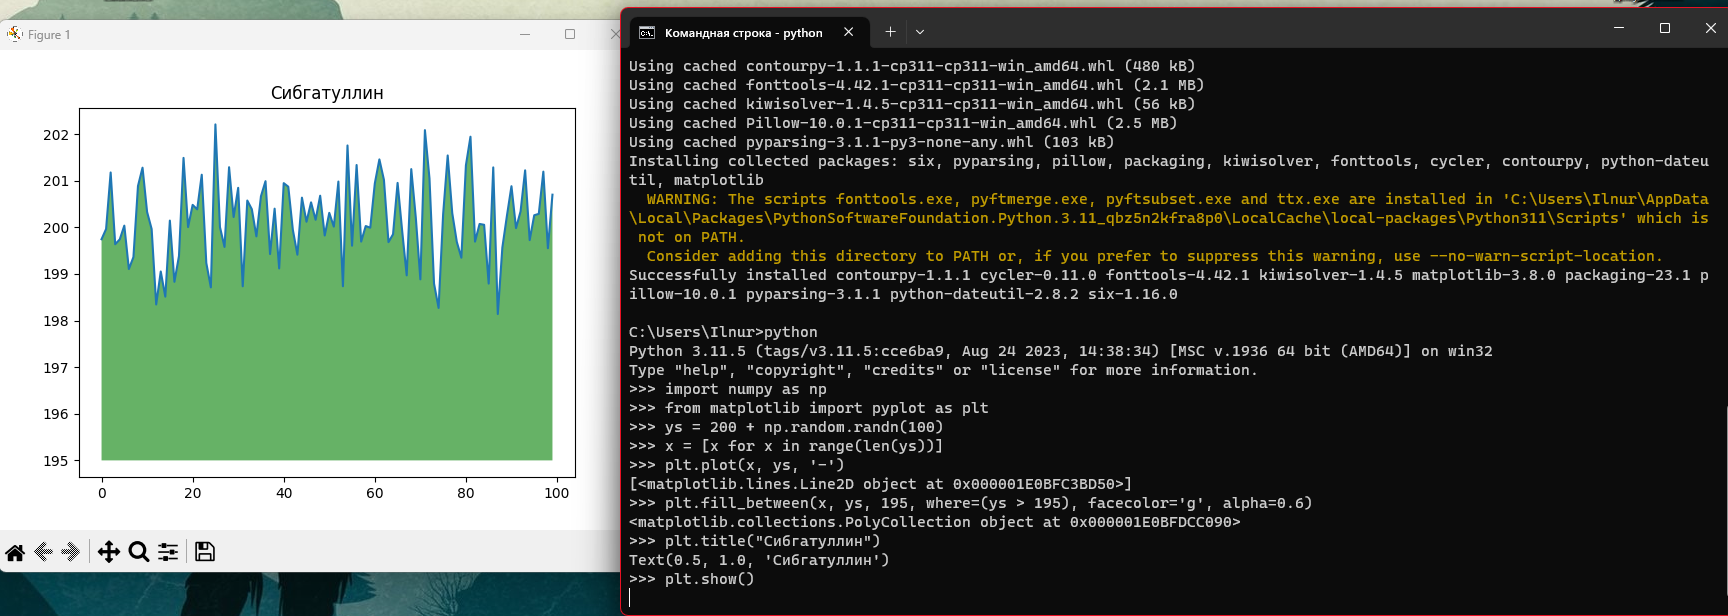 Figure 1
Сибгатуллин
202
201
200
199
198
197
196
195
0 20 40 60 80 100
Командная строка - python
Using cached contourpy-1.1.1-cp311-cp311-win_amd64.whl (480 kB)
Using cached fonttools-4.42.1-cp311-cp311-win_amd64.whl (2.1 MB)
Using cached kiwisolver-1.4.5-cp311-cp311-win_amd64.whl (56 kB)
Using cached Pillow-10.0.1-cp311-cp311-win_amd64.whl (2.5 MB)
Using cached pyparsing-3.1.1-py3-none-any.whl (103 kB)
Installing collected packages: six, pyparsing, pillow, packaging, kiwisolver, fonttools, cycler, contourpy, python-dateu
til, matplotlib
WARNING: The scripts fonttools.exe, pyftmerge.exe, pyftsubset.exe and ttx.exe are installed in 'C:\Users\Ilnur\AppData
\Local\Packages\PythonSoftwareFoundation.Python.3.11_qbz5n2kfra8p0\LocalCache\local-packages\Python311\Scripts' which is
not on PATH.
Consider adding this directory to PATH or, if you prefer to suppress this warning, use --no-warn-script-location.
Successfully installed contourpy-1.1.1 cycler-0.11.0 fonttools-4.42.1 kiwisolver-1.4.5 matplotlib-3.8.0 packaging-23.1 p
illow-10.0.1 pyparsing-3.1.1 python-dateutil-2.8.2 six-1.16.0
C:\Users\Ilnur>python
Python 3.11.5 (tags/v3.11.5:cce6ba9, Aug 24 2023, 14:38:34) [MSC v.1936 64 bit (AMD64)] on win32
Type "help", "copyright", "credits" or "license" for more information.
>>> import numpy as np
>>> from matplotlib import pyplot as plt
>>> ys = 200 + np.random.randn(100)
>>> x = [x for x in range(len(ys))]
>>> plt.plot(x, ys, '-')
[<matplotlib.lines.Line2D object at 0x000001E0BFC3BD50>]
>>> plt.fill_between(x, ys, 195, where=(ys > 195), facecolor='g', alpha=0.6)
<matplotlib.collections.PolyCollection object at 0x000001E0BFDCC090>
>>> plt.title("Сибгатуллин")
Text(0.5, 1.0, 'Сибгатуллин')
>>> plt.show()